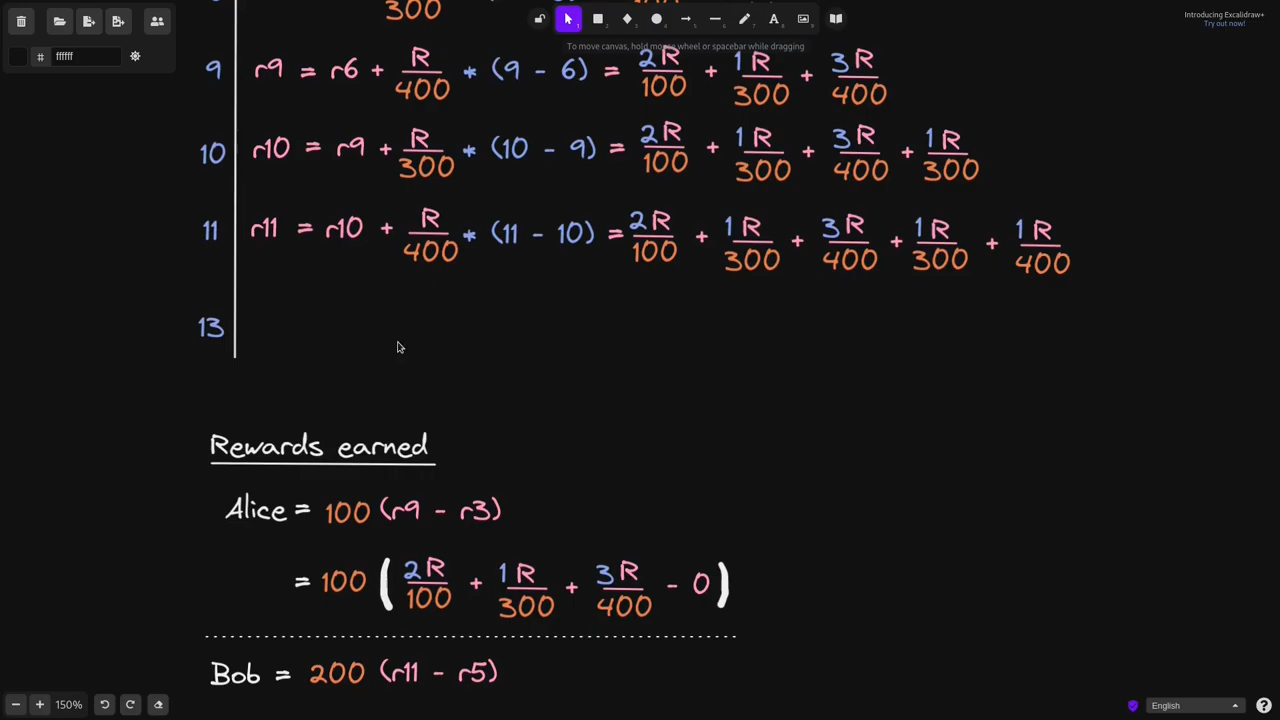 300
Introducing Excalidraw+
Try out now!
To move canvas, hold mouse wheel or spacebar while dragging
# ffffff
9 r9 = r6 + R/400 * (9 - 6) = 2R/100 + 1R/300 + 3R/400
10 r10 = r9 + R/300 * (10 - 9) = 2R/100 + 1R/300 + 3R/400 + 1R/300
11 r11 = r10 + R/400 * (11 - 10) = 2R/100 + 1R/300 + 3R/400 + 1R/300 + 1R/400
13
Rewards earned
Alice = 100 (r9 - r3)
= 100 ( 2R/100 + 1R/300 + 3R/400 - 0 )
Bob = 200 (r11 - r5)
150%
English